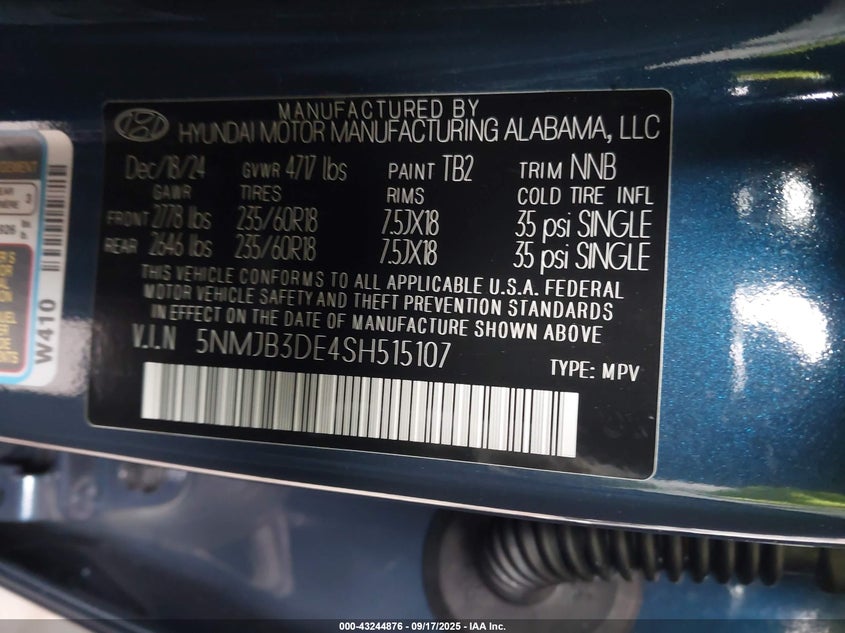 MANUFACTURED BY
HYUNDAI MOTOR MANUFACTURING ALABAMA, LLC
Dec/18/24 GVWR 4717 lbs PAINT TB2 TRIM NNB
GAWR TIRES RIMS COLD TIRE INFL
FRONT 2778 lbs 235/60R18 7.5JX18 35 psi SINGLE
REAR 2646 lbs 235/60R18 7.5JX18 35 psi SINGLE
THIS VEHICLE CONFORMS TO ALL APPLICABLE U.S.A. FEDERAL
MOTOR VEHICLE SAFETY AND THEFT PREVENTION STANDARDS
IN EFFECT ON THE DATE OF MANUFACTURE SHOWN ABOVE
V.I.N 5NMJB3DE4SH515107
TYPE: MPV
W410
000-43244876 | 09/17/2025 | IAA Inc.